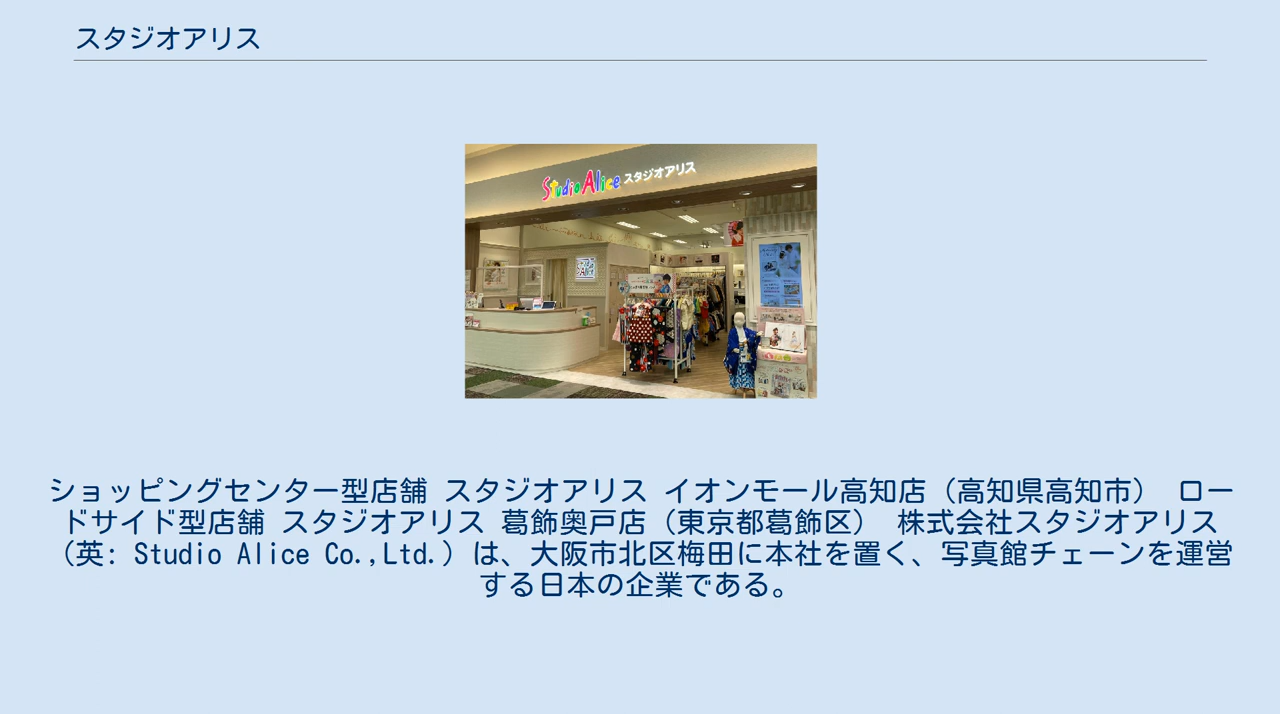 スタジオアリス
Studio Alice スタジオアリス
ショッピングセンター型店舗 スタジオアリス イオンモール高知店（高知県高知市） ロー
ドサイド型店舗 スタジオアリス 葛飾奥戸店（東京都葛飾区） 株式会社スタジオアリス
（英: Studio Alice Co.,Ltd.）は、大阪市北区梅田に本社を置く、写真館チェーンを運営
する日本の企業である。